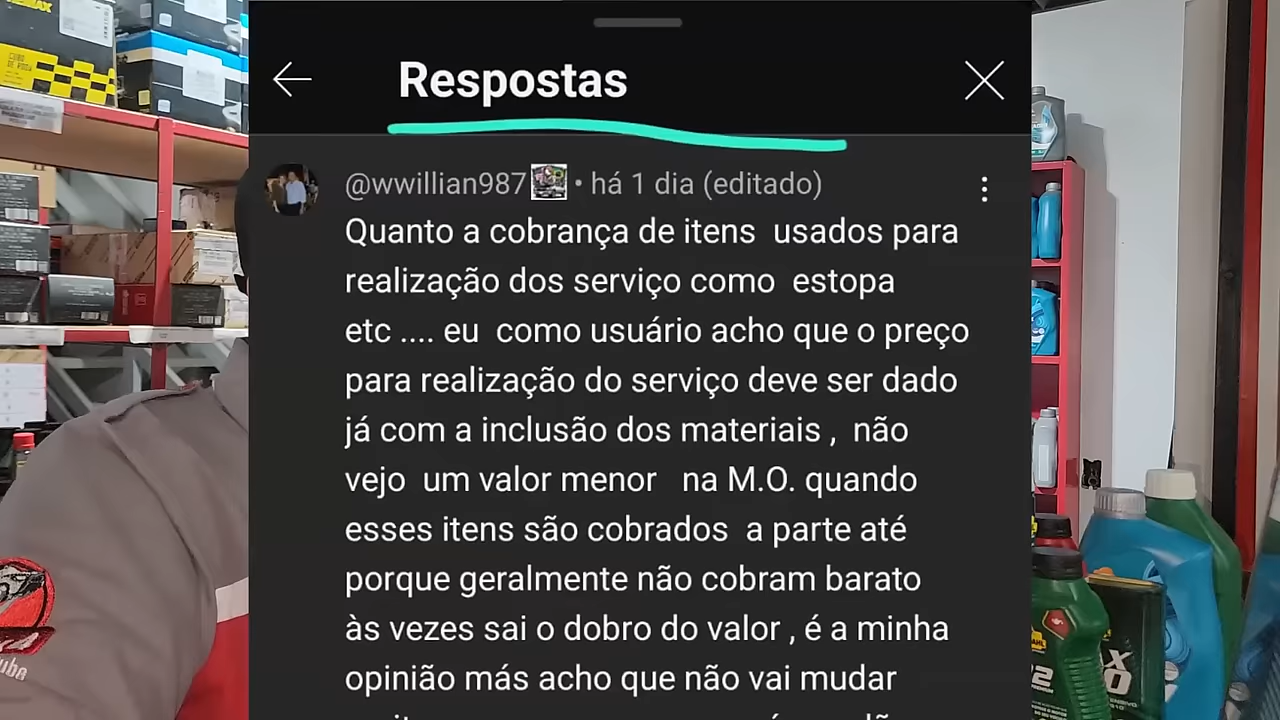 Respostas
@wwillian987 • há 1 dia (editado)
Quanto a cobrança de itens usados para
realização dos serviço como estopa
etc .... eu como usuário acho que o preço
para realização do serviço deve ser dado
já com a inclusão dos materiais , não
vejo um valor menor na M.O. quando
esses itens são cobrados a parte até
porque geralmente não cobram barato
às vezes sai o dobro do valor , é a minha
opinião más acho que não vai mudar